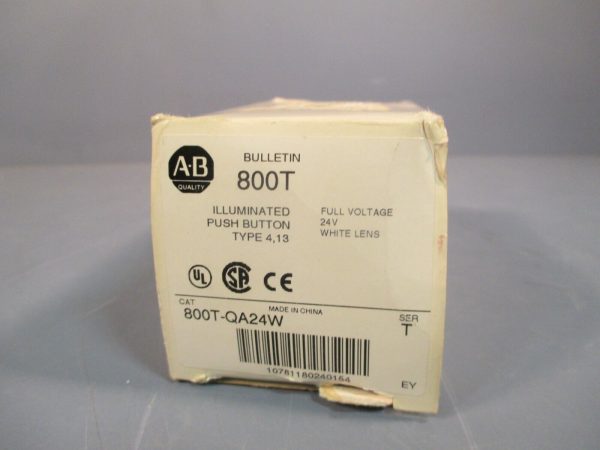 A-B
QUALITY
BULLETIN
800T
ILLUMINATED
PUSH BUTTON
TYPE 4,13
FULL VOLTAGE
24V
WHITE LENS
UL
SA
CE
CAT
MADE IN CHINA
SER
800T-QA24W
T
10781180240154
EY